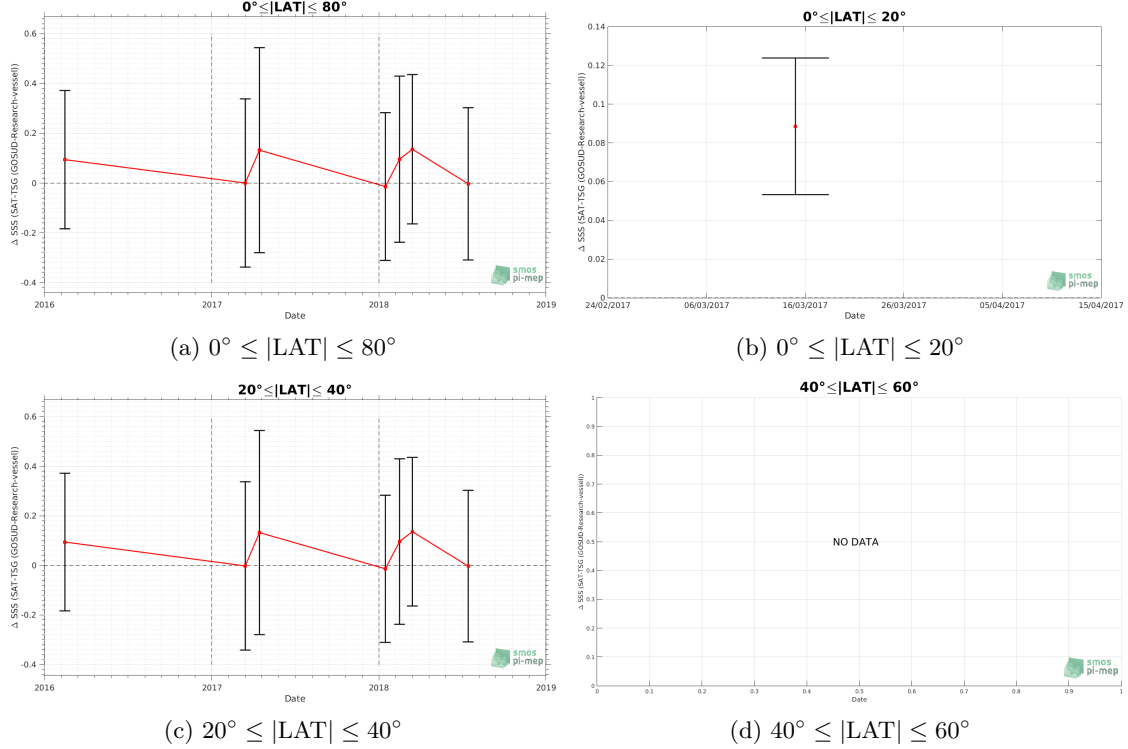 0°≤|LAT|≤ 80°
Δ SSS (SAT-TSG (GOSUD-Research-vessel))
0.6
0.4
0.2
0
-0.2
-0.4
2016
2017
2018
2019
Date
smos
pi-mep
(a) 0° ≤ |LAT| ≤ 80°
0°≤|LAT|≤ 20°
Δ SSS (SAT-TSG (GOSUD-Research-vessel))
0.14
0.12
0.1
0.08
0.06
0.04
0.02
0
24/02/2017
06/03/2017
16/03/2017
26/03/2017
05/04/2017
15/04/2017
Date
smos
pi-mep
(b) 0° ≤ |LAT| ≤ 20°
20°≤|LAT|≤ 40°
Δ SSS (SAT-TSG (GOSUD-Research-vessel))
0.6
0.4
0.2
0
-0.2
-0.4
2016
2017
2018
2019
Date
smos
pi-mep
(c) 20° ≤ |LAT| ≤ 40°
40°≤|LAT|≤ 60°
Δ SSS (SAT-TSG (GOSUD-Research-vessel))
1
0.9
0.8
0.7
0.6
0.5
0.4
0.3
0.2
0.1
0
NO DATA
0
0.1
0.2
0.3
0.4
0.5
0.6
0.7
0.8
0.9
1
Date
smos
pi-mep
(d) 40° ≤ |LAT| ≤ 60°